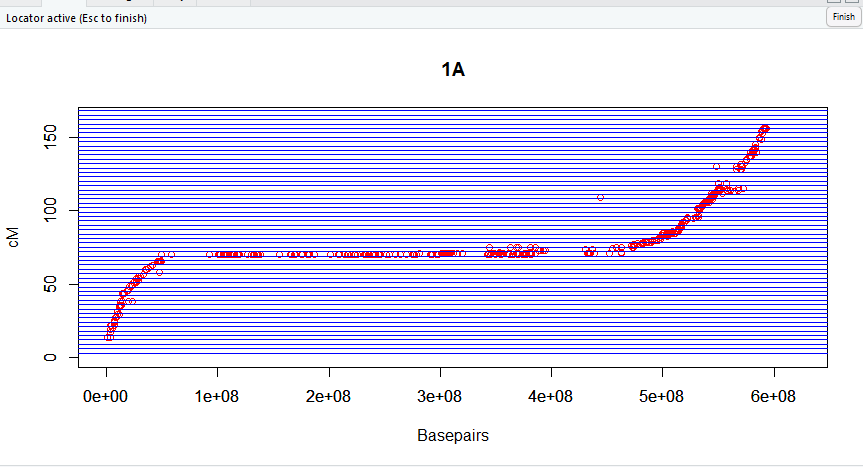 Locator active (Esc to finish)
Finish
1A
150
100
50
0
cM
0e+00 1e+08 2e+08 3e+08 4e+08 5e+08 6e+08
Basepairs